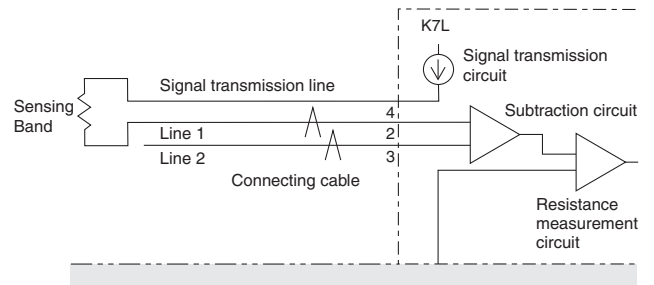 K7L
Signal transmission
circuit
Signal transmission line
Sensing
Band
4
Subtraction circuit
Line 1
2
Line 2
3
Connecting cable
Resistance
measurement
circuit